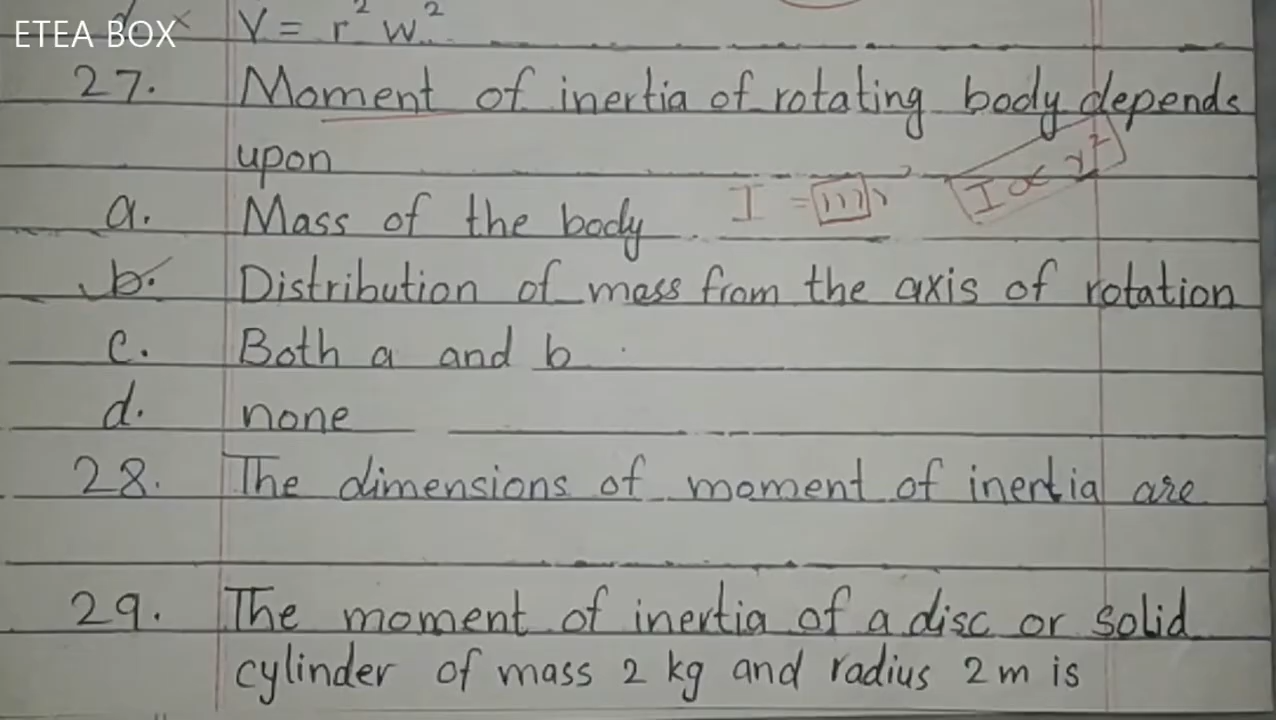 ETEA BOX
V = r² w²
27. Moment of inertia of rotating body depends
upon
I ∝ r²
a. Mass of the body I = mr²
b. Distribution of mass from the axis of rotation
c. Both a and b
d. none
28. The dimensions of moment of inertia are
29. The moment of inertia of a disc or solid
cylinder of mass 2 kg and radius 2 m is